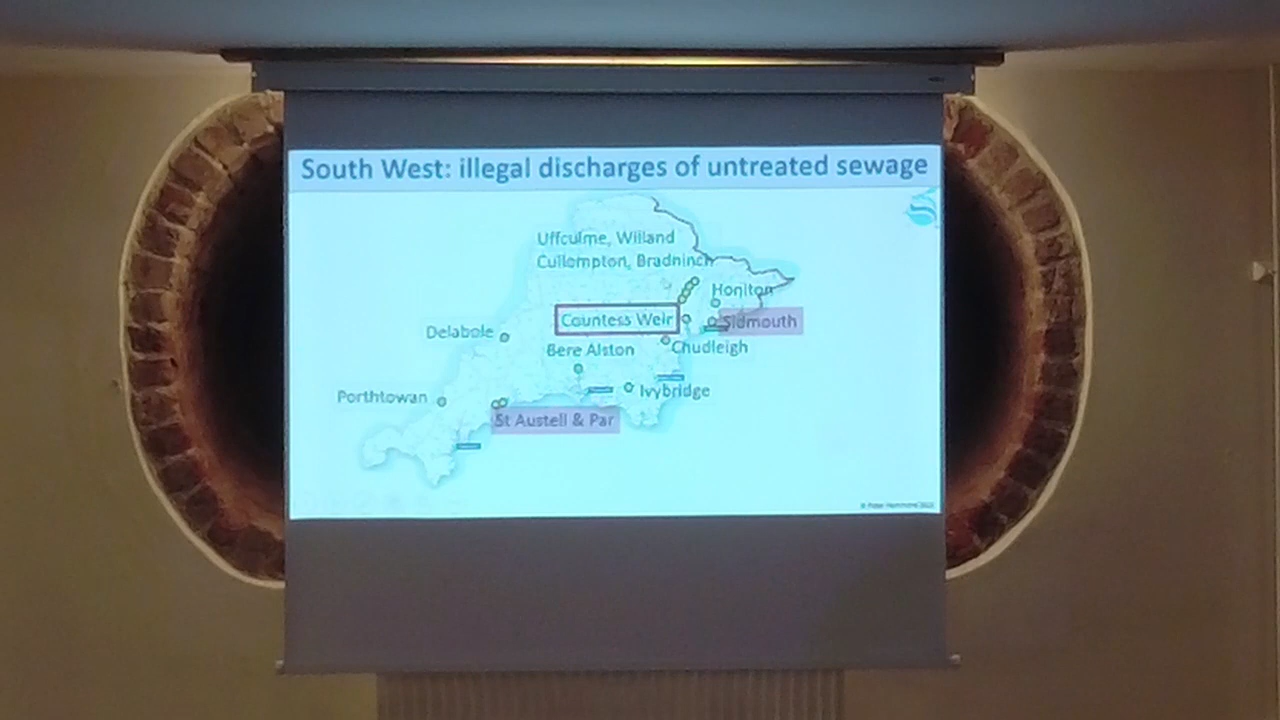 South West: illegal discharges of untreated sewage
Uffculme, Willand
Cullompton, Bradninch
Honiton
Countess Weir
Sidmouth
Delabole
Bere Alston
Chudleigh
Porthtowan
Ivybridge
St Austell & Par